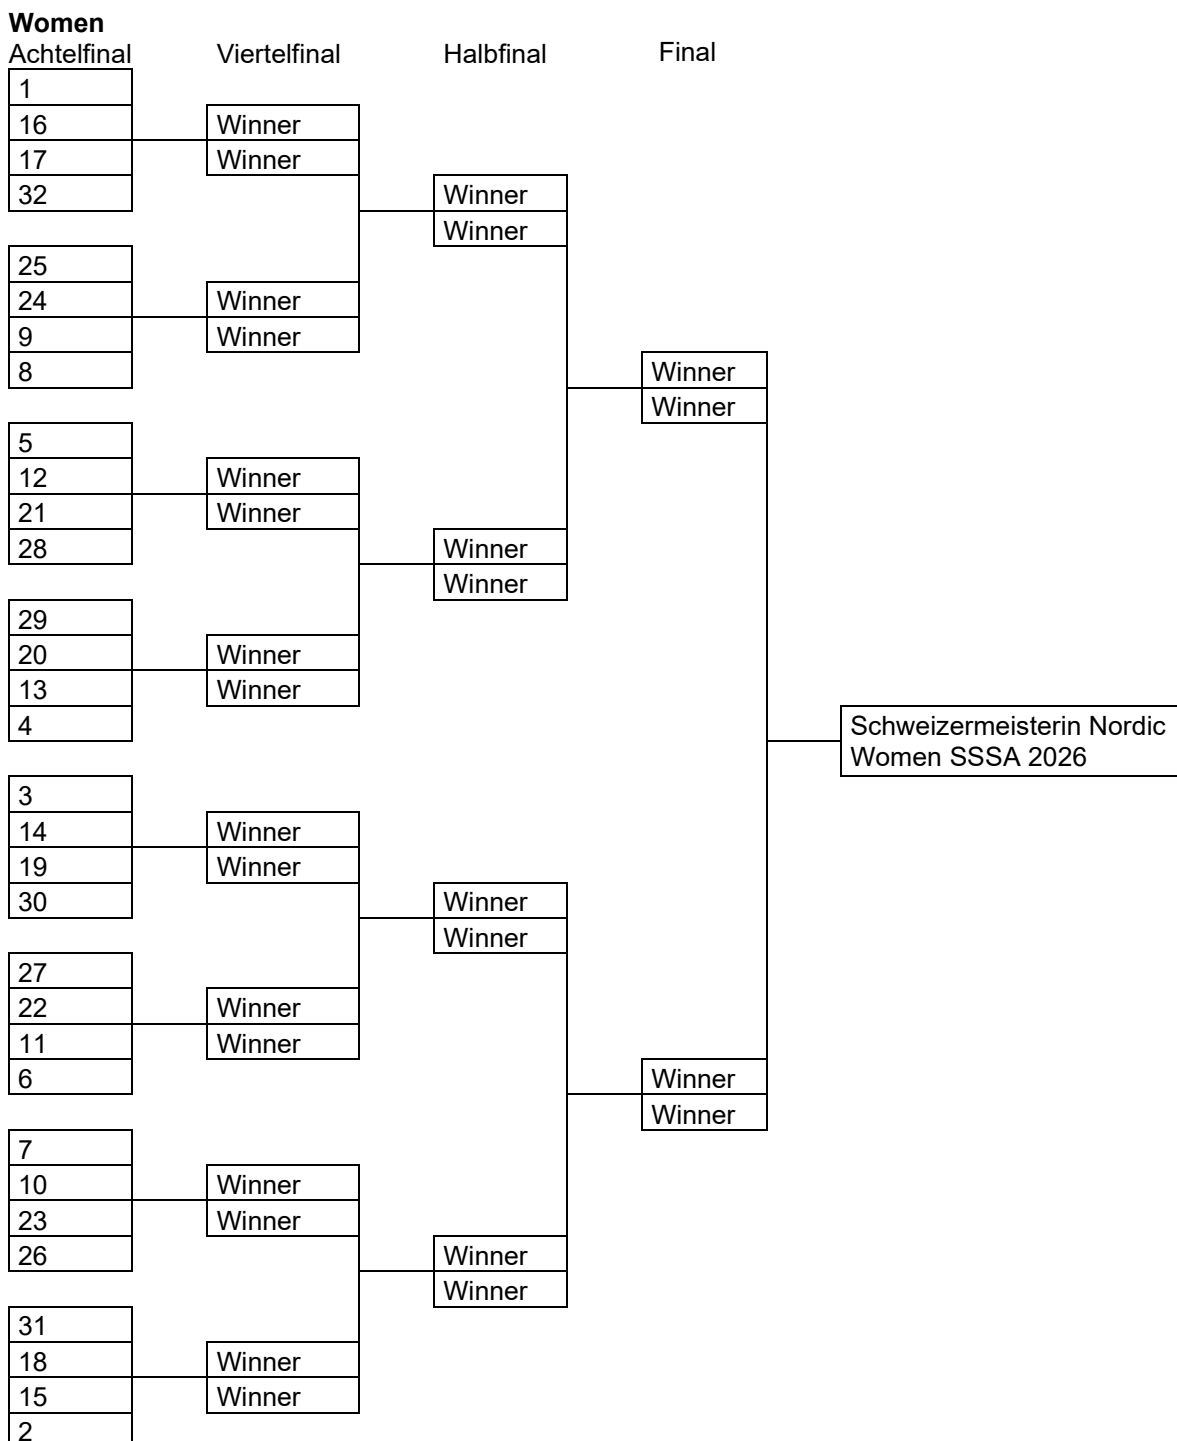 Women
Achtelfinal Viertelfinal Halbfinal Final
1
16 Winner
17 Winner
32 Winner
Winner
25
24 Winner
9 Winner
8 Winner
Winner
5
12 Winner
21 Winner
28 Winner
Winner
29
20 Winner
13 Winner
4 Schweizermeisterin Nordic
Women SSSA 2026
3
14 Winner
19 Winner
30 Winner
Winner
27
22 Winner
11 Winner
6 Winner
Winner
7
10 Winner
23 Winner
26 Winner
Winner
31
18 Winner
15 Winner
2